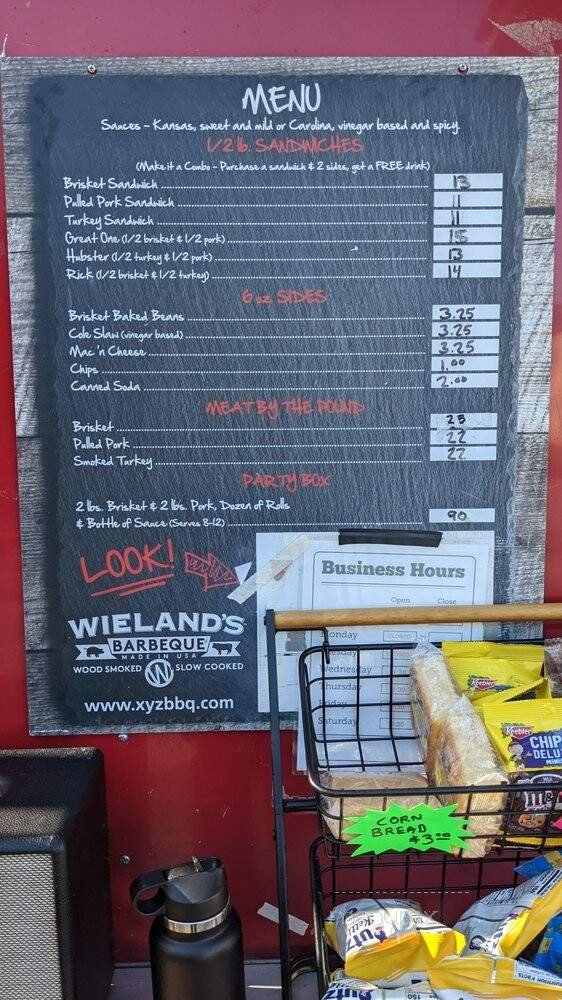 MENU
Sauces - Kansas, sweet and mild or Carolina, vinegar based and spicy.
1/2 lb. SANDWICHES
(Make it a Combo - Purchase a sandwich & 2 sides, get a FREE drink)
Brisket Sandwich 13
Pulled Pork Sandwich 11
Turkey Sandwich 11
Great One (1/2 brisket & 1/2 pork) 15
Hubster (1/2 turkey & 1/2 pork) 13
Rick (1/2 brisket & 1/2 turkey) 14
6 oz. SIDES
Brisket Baked Beans 3.25
Cole Slaw (vinegar based) 3.25
Mac 'n Cheese 3.25
Chips 1.00
Canned Soda 2.00
MEAT BY THE POUND
Brisket 25
Pulled Pork 22
Smoked Turkey 22
PARTY BOX
2 lbs. Brisket & 2 lbs. Pork, Dozen of Rolls
& Bottle of Sauce (Serves 8-12) 90
LOOK!
WIELAND'S
BARBEQUE
MADE IN USA
WOOD SMOKED W SLOW COOKED
www.xyzbbq.com
Business Hours
Open Close
Monday CLOSED
Wednesday
Thursday
Friday
Saturday
Keebler
Keebler
CHIPS
DELUXE
MINI
CORN
BREAD
$3.00
utz